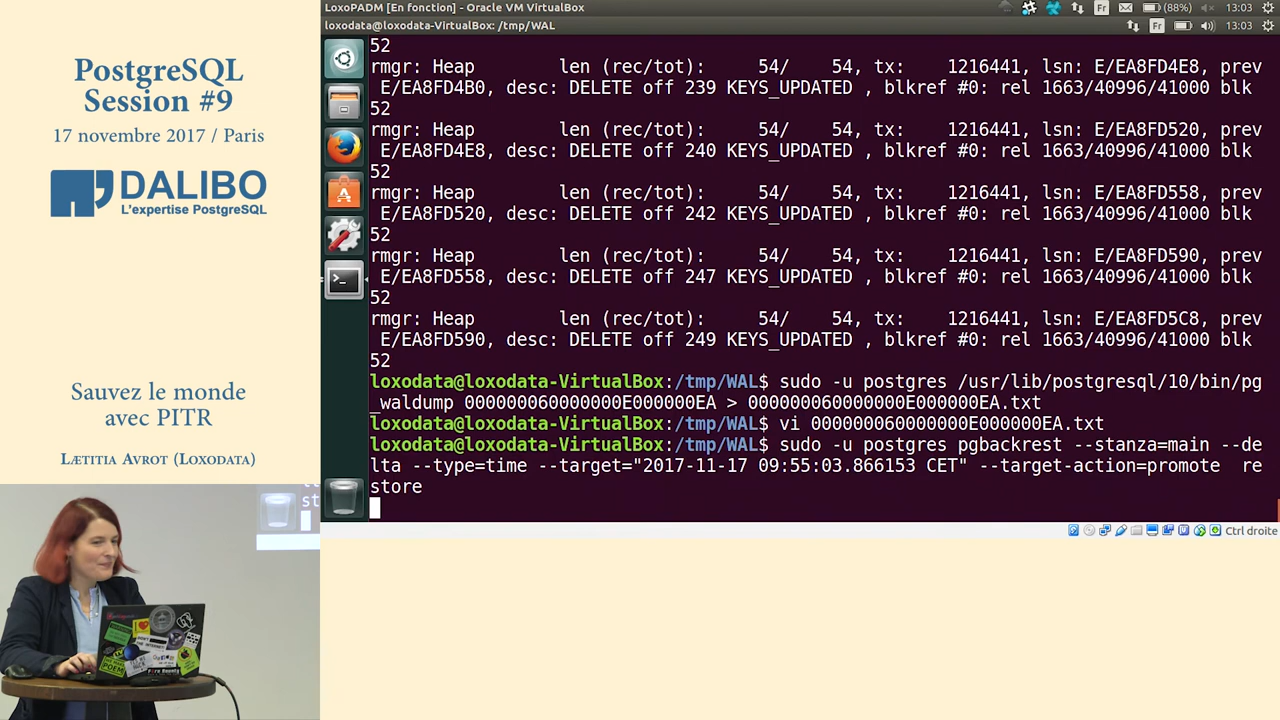 PostgreSQL
Session #9
17 novembre 2017 / Paris
DALIBO
L'expertise PostgreSQL
Sauvez le monde
avec PITR
Lætitia Avrot (Loxodata)
LoxoPADM [En fonction] - Oracle VM VirtualBox
Fr (88%) 13:03
loxodata@loxodata-VirtualBox: /tmp/WAL
Fr 13:03
52
rmgr: Heap        len (rec/tot):     54/    54, tx:    1216441, lsn: E/EA8FD4E8, prev
E/EA8FD4B0, desc: DELETE off 239 KEYS_UPDATED , blkref #0: rel 1663/40996/41000 blk
52
rmgr: Heap        len (rec/tot):     54/    54, tx:    1216441, lsn: E/EA8FD520, prev
E/EA8FD4E8, desc: DELETE off 240 KEYS_UPDATED , blkref #0: rel 1663/40996/41000 blk
52
rmgr: Heap        len (rec/tot):     54/    54, tx:    1216441, lsn: E/EA8FD558, prev
E/EA8FD520, desc: DELETE off 242 KEYS_UPDATED , blkref #0: rel 1663/40996/41000 blk
52
rmgr: Heap        len (rec/tot):     54/    54, tx:    1216441, lsn: E/EA8FD590, prev
E/EA8FD558, desc: DELETE off 247 KEYS_UPDATED , blkref #0: rel 1663/40996/41000 blk
52
rmgr: Heap        len (rec/tot):     54/    54, tx:    1216441, lsn: E/EA8FD5C8, prev
E/EA8FD590, desc: DELETE off 249 KEYS_UPDATED , blkref #0: rel 1663/40996/41000 blk
52
loxodata@loxodata-VirtualBox:/tmp/WAL$ sudo -u postgres /usr/lib/postgresql/10/bin/pg
_waldump 000000060000000E000000EA > 000000060000000E000000EA.txt
loxodata@loxodata-VirtualBox:/tmp/WAL$ vi 000000060000000E000000EA.txt
loxodata@loxodata-VirtualBox:/tmp/WAL$ sudo -u postgres pgbackrest --stanza=main --de
lta --type=time --target="2017-11-17 09:55:03.866153 CET" --target-action=promote  re
store
Ctrl droite